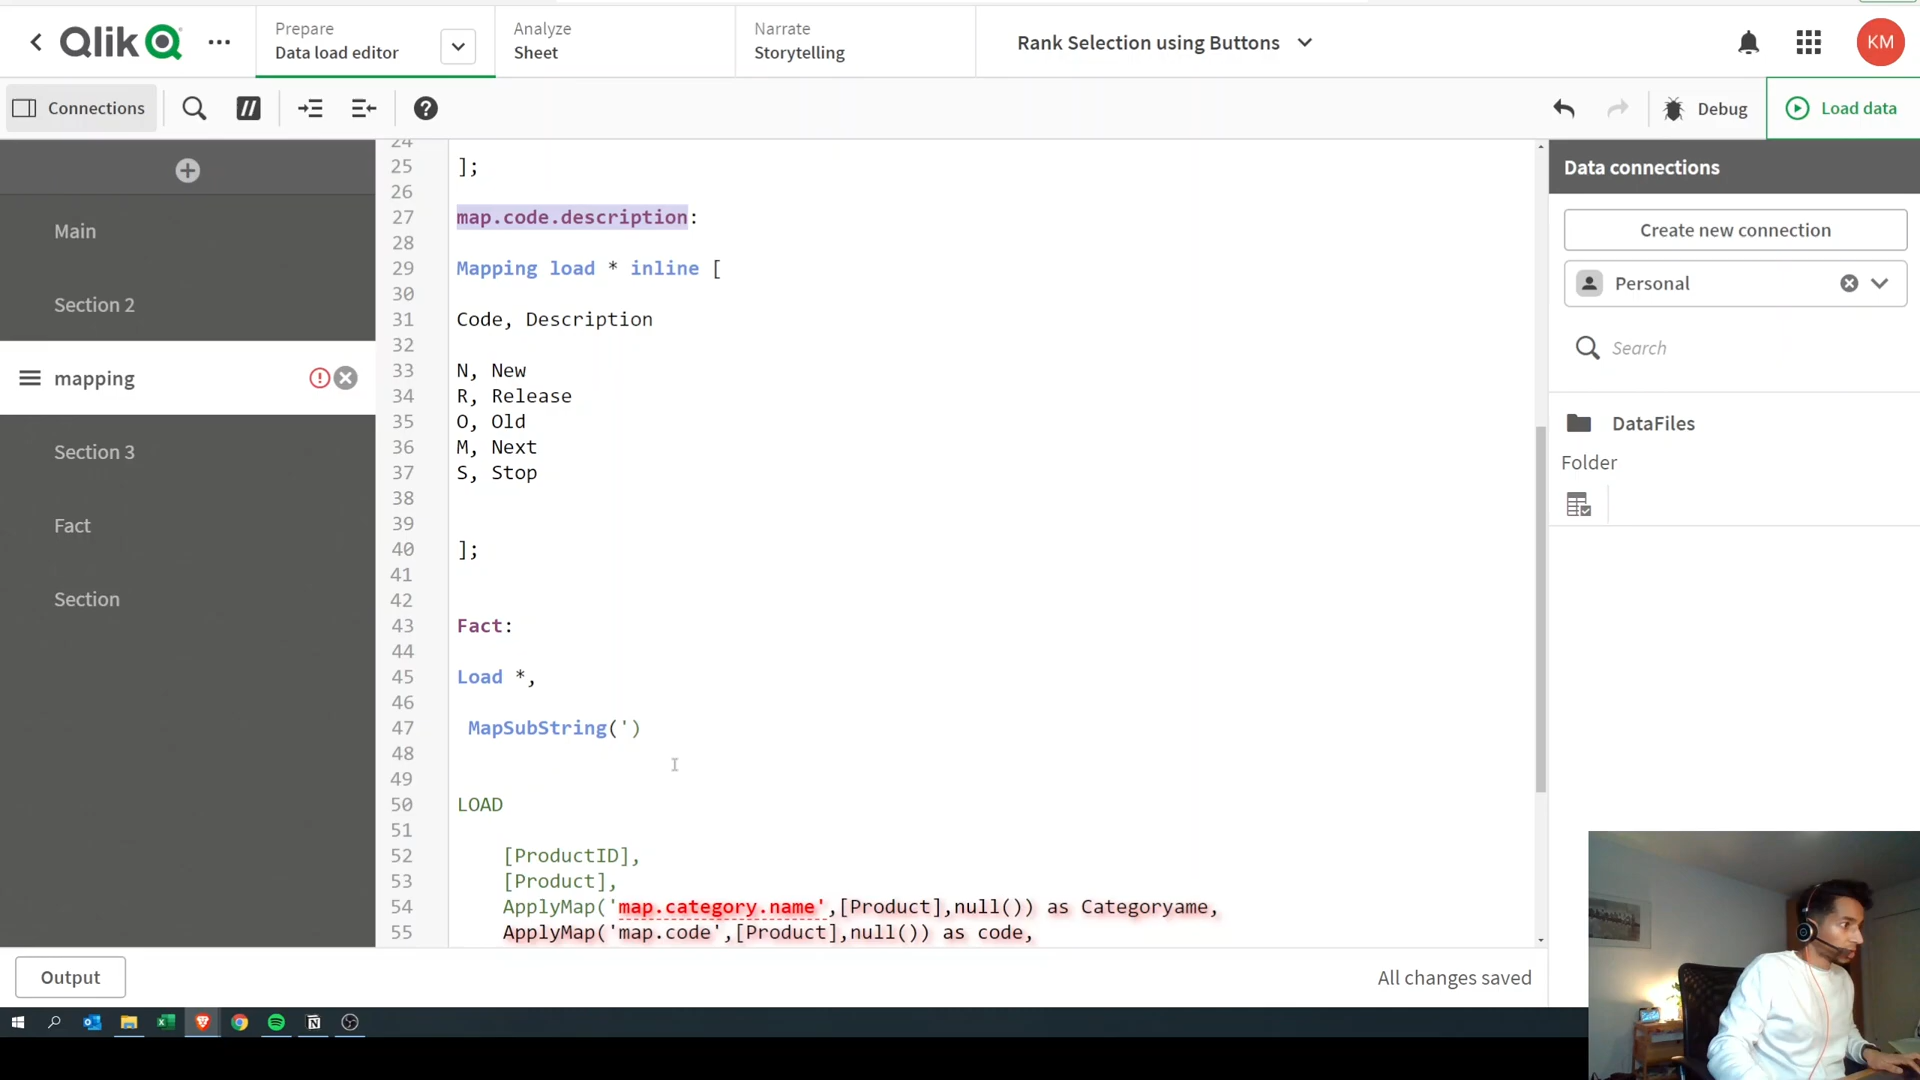 Qlik
Prepare
Data load editor
Analyze
Sheet
Narrate
Storytelling
Rank Selection using Buttons
KM
Connections
//
?
Debug
Load data
Main
Section 2
mapping
Section 3
Fact
Section
24
25 ];
26
27 map.code.description:
28
29 Mapping load * inline [
30
31 Code, Description
32
33 N, New
34 R, Release
35 O, Old
36 M, Next
37 S, Stop
38
39
40 ];
41
42
43 Fact:
44
45 Load *,
46
47 MapSubString(')
48
49
50 LOAD
51
52 [ProductID],
53 [Product],
54 ApplyMap('map.category.name',[Product],null()) as Categoryame,
55 ApplyMap('map.code',[Product],null()) as code,
Data connections
Create new connection
Personal
Search
DataFiles
Folder
Output
All changes saved